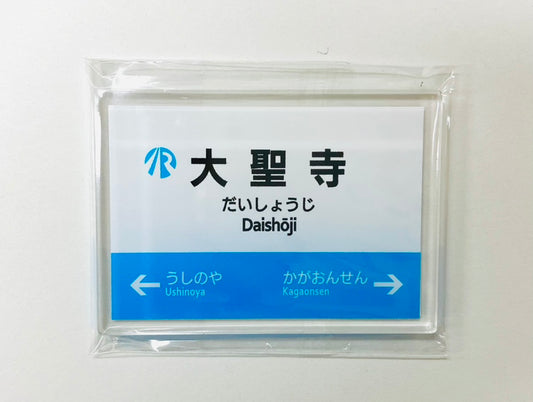 IR 大聖寺
だいしょうじ
Daishōji
うしのや かがおんせん
Ushinoya Kagaonsen